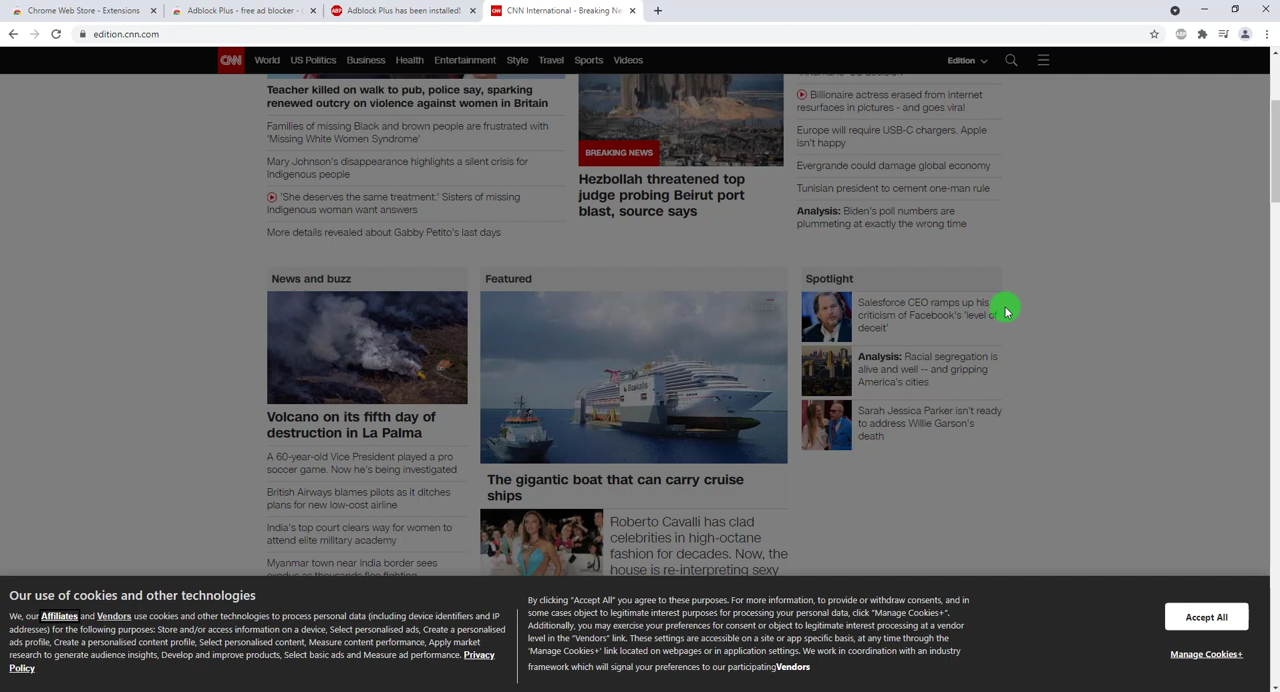 Chrome Web Store - Extensions
Adblock Plus - free ad blocker -
ABP Adblock Plus has been installed!
CNN CNN International - Breaking Ne
edition.cnn.com
ABP
CNN World US Politics Business Health Entertainment Style Travel Sports Videos Edition
Teacher killed on walk to pub, police say, sparking
renewed outcry on violence against women in Britain
Families of missing Black and brown people are frustrated with
'Missing White Women Syndrome'
Mary Johnson's disappearance highlights a silent crisis for
Indigenous people
'She deserves the same treatment.' Sisters of missing
Indigenous woman want answers
More details revealed about Gabby Petito's last days
BREAKING NEWS
Hezbollah threatened top
judge probing Beirut port
blast, source says
Billionaire actress erased from internet
resurfaces in pictures - and goes viral
Europe will require USB-C chargers. Apple
isn't happy
Evergrande could damage global economy
Tunisian president to cement one-man rule
Analysis: Biden's poll numbers are
plummeting at exactly the wrong time
News and buzz
Volcano on its fifth day of
destruction in La Palma
A 60-year-old Vice President played a pro
soccer game. Now he's being investigated
British Airways blames pilots as it ditches
plans for new low-cost airline
India's top court clears way for women to
attend elite military academy
Myanmar town near India border sees
Featured
Boskalis
The gigantic boat that can carry cruise
ships
Roberto Cavalli has clad
celebrities in high-octane
fashion for decades. Now, the
house is re-interpreting sexy
Spotlight
Salesforce CEO ramps up his
criticism of Facebook's 'level of
deceit'
Analysis: Racial segregation is
alive and well -- and gripping
America's cities
Sarah Jessica Parker isn't ready
to address Willie Garson's
death
Our use of cookies and other technologies
We, our Affiliates and Vendors use cookies and other technologies to process personal data (including device identifiers and IP
addresses) for the following purposes: Store and/or access information on a device, Select personalised ads, Create a personalised
ads profile, Create a personalised content profile, Select personalised content, Measure content performance, Apply market
research to generate audience insights, Develop and improve products, Select basic ads and Measure ad performance. Privacy
Policy
By clicking "Accept All" you agree to these purposes. For more information, to provide or withdraw consents, and in
some cases object to legitimate interest purposes for processing your personal data, click "Manage Cookies+".
Additionally, you may exercise your preferences for consent or object to legitimate interest processing at a vendor
level in the "Vendors" link. These settings are accessible on a site or app specific basis, at any time through the
'Manage Cookies+' link located on webpages or in application settings. We work in coordination with an industry
framework which will signal your preferences to our participatingVendors
Accept All
Manage Cookies+